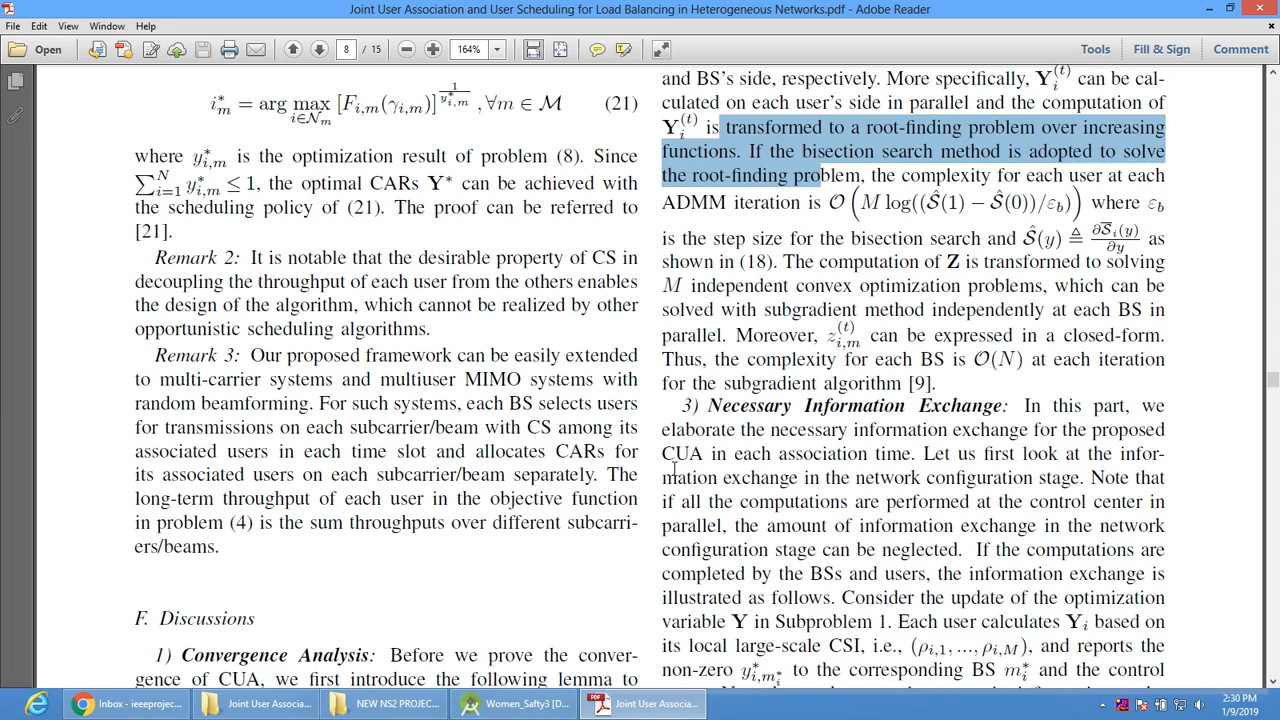 Joint User Association and User Scheduling for Load Balancing in Heterogeneous Networks.pdf - Adobe Reader
File Edit View Window Help
Open 8 / 15 164% Tools Fill & Sign Comment
i*_m = arg max_{i∈N_m} [F_{i,m}(γ_{i,m})]^{1/y*_{i,m}}, ∀m ∈ M (21)
where y*_{i,m} is the optimization result of problem (8). Since
∑^N_{i=1} y*_{i,m} ≤ 1, the optimal CARs Y* can be achieved with
the scheduling policy of (21). The proof can be referred to
[21].
Remark 2: It is notable that the desirable property of CS in
decoupling the throughput of each user from the others enables
the design of the algorithm, which cannot be realized by other
opportunistic scheduling algorithms.
Remark 3: Our proposed framework can be easily extended
to multi-carrier systems and multiuser MIMO systems with
random beamforming. For such systems, each BS selects users
for transmissions on each subcarrier/beam with CS among its
associated users in each time slot and allocates CARs for
its associated users on each subcarrier/beam separately. The
long-term throughput of each user in the objective function
in problem (4) is the sum throughputs over different subcarri-
ers/beams.
F. Discussions
1) Convergence Analysis: Before we prove the conver-
gence of CUA, we first introduce the following lemma to
and BS's side, respectively. More specifically, Y_i^{(t)} can be cal-
culated on each user's side in parallel and the computation of
Y_i^{(t)} is transformed to a root-finding problem over increasing
functions. If the bisection search method is adopted to solve
the root-finding problem, the complexity for each user at each
ADMM iteration is O(M log((Ŝ(1) − Ŝ(0))/ε_b)) where ε_b
is the step size for the bisection search and Ŝ(y) ≜ ∂S̅_i(y)/∂y as
shown in (18). The computation of Z is transformed to solving
M independent convex optimization problems, which can be
solved with subgradient method independently at each BS in
parallel. Moreover, z_{i,m}^{(t)} can be expressed in a closed-form.
Thus, the complexity for each BS is O(N) at each iteration
for the subgradient algorithm [9].
3) Necessary Information Exchange: In this part, we
elaborate the necessary information exchange for the proposed
CUA in each association time. Let us first look at the infor-
mation exchange in the network configuration stage. Note that
if all the computations are performed at the control center in
parallel, the amount of information exchange in the network
configuration stage can be neglected. If the computations are
completed by the BSs and users, the information exchange is
illustrated as follows. Consider the update of the optimization
variable Y in Subproblem 1. Each user calculates Y_i based on
its local large-scale CSI, i.e., (ρ_{i,1}, ..., ρ_{i,M}), and reports the
non-zero y*_{i,m*_i} to the corresponding BS m*_i and the control
Inbox - ieeeprojec... Joint User Associat... NEW NS2 PROJEC... Women_Safty3 [D... Joint User Associa...
2:30 PM
1/9/2019